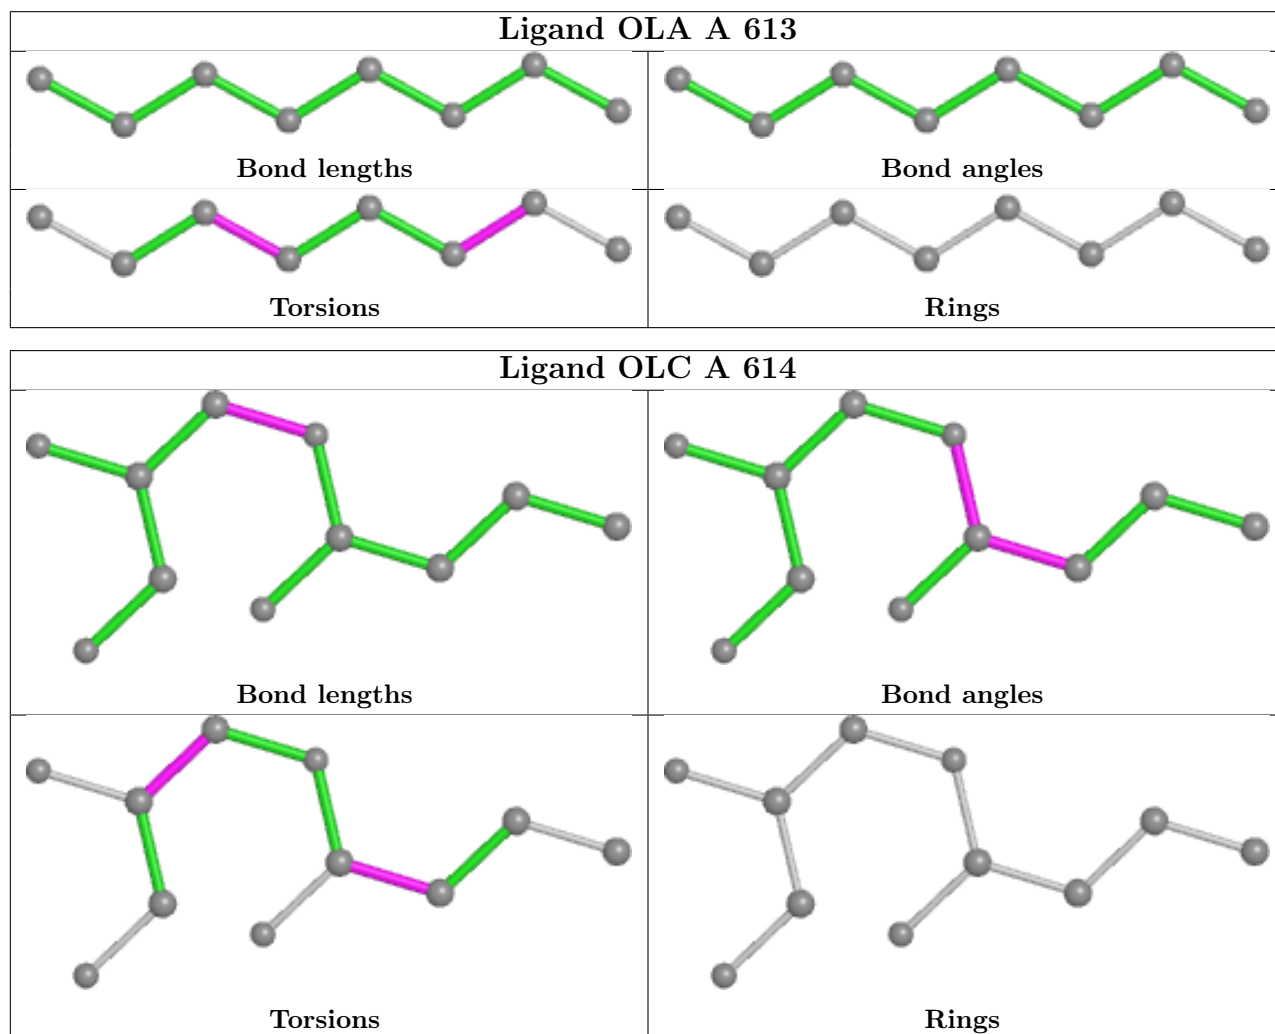 Ligand OLA A 613
Bond lengths
Bond angles
Torsions
Rings
Ligand OLC A 614
Bond lengths
Bond angles
Torsions
Rings